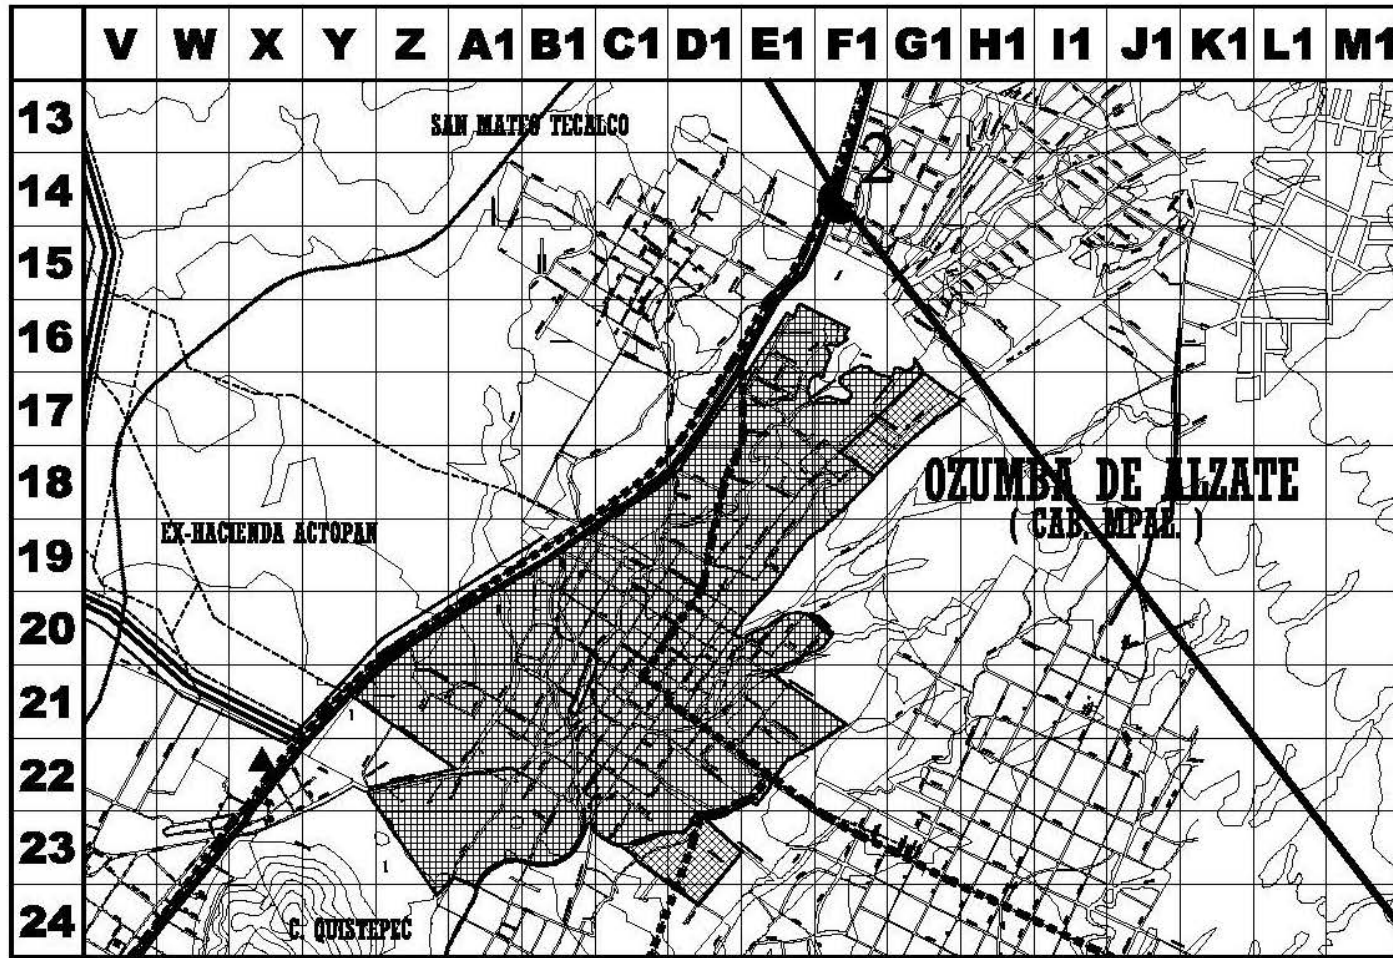 V W X Y Z A1 B1 C1 D1 E1 F1 G1 H1 I1 J1 K1 L1 M1
13
SAN MATEO TECALCO
2
14
15
16
17
18
OZUMBA DE ALZATE
( CAB. MPAL. )
19
EX-HACIENDA ACTOPAN
20
21
1
22
23
1
24
C. QUISTEPEC